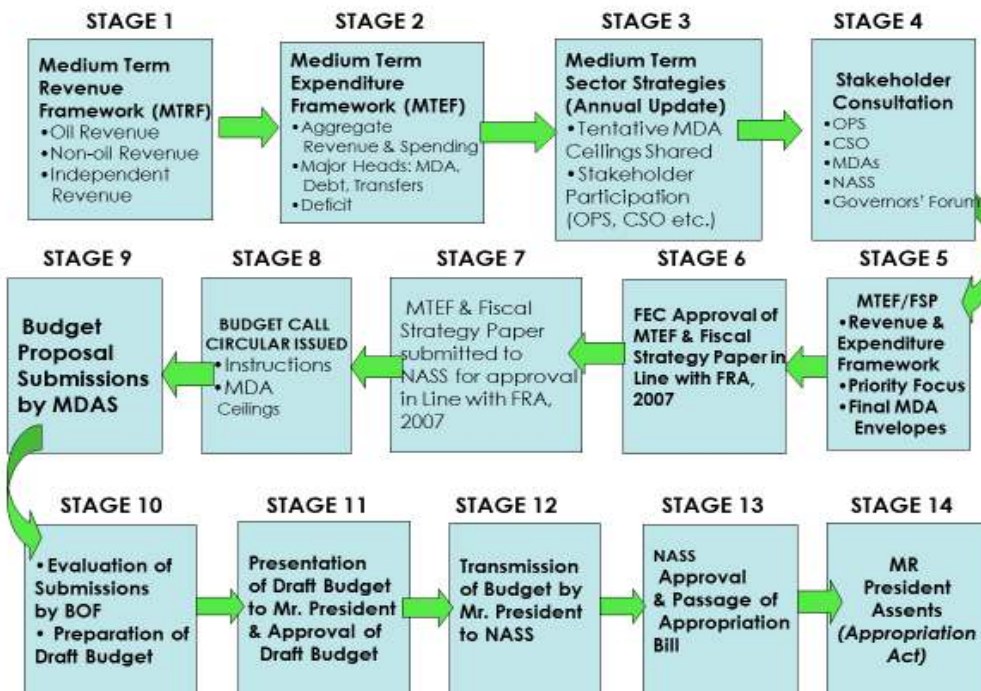 STAGE 1
Medium Term
Revenue
Framework (MTRF)
•Oil Revenue
•Non-oil Revenue
•Independent
Revenue
STAGE 2
Medium Term
Expenditure
Framework (MTEF)
•Aggregate
Revenue & Spending
•Major Heads: MDA,
Debt, Transfers
•Deficit
STAGE 3
Medium Term
Sector Strategies
(Annual Update)
•Tentative MDA
Ceilings Shared
•Stakeholder
Participation
(OPS, CSO etc.)
STAGE 4
Stakeholder
Consultation
•OPS
•CSO
•MDAs
•NASS
•Governors' Forum
STAGE 5
MTEF/FSP
•Revenue &
Expenditure
Framework
•Priority Focus
•Final MDA
Envelopes
STAGE 6
FEC Approval of
MTEF & Fiscal
Strategy Paper in
Line with FRA,
2007
STAGE 7
MTEF & Fiscal
Strategy Paper
submitted to
NASS for approval
in Line with FRA,
2007
STAGE 8
BUDGET CALL
CIRCULAR ISSUED
•Instructions
•MDA
Ceilings
STAGE 9
Budget
Proposal
Submissions
by MDAS
STAGE 10
•Evaluation of
Submissions
by BOF
• Preparation of
Draft Budget
STAGE 11
Presentation
of Draft Budget
to Mr. President
& Approval of
Draft Budget
STAGE 12
Transmission
of Budget by
Mr. President
to NASS
STAGE 13
NASS
Approval
& Passage of
Appropriation
Bill
STAGE 14
MR
President
Assents
(Appropriation
Act)